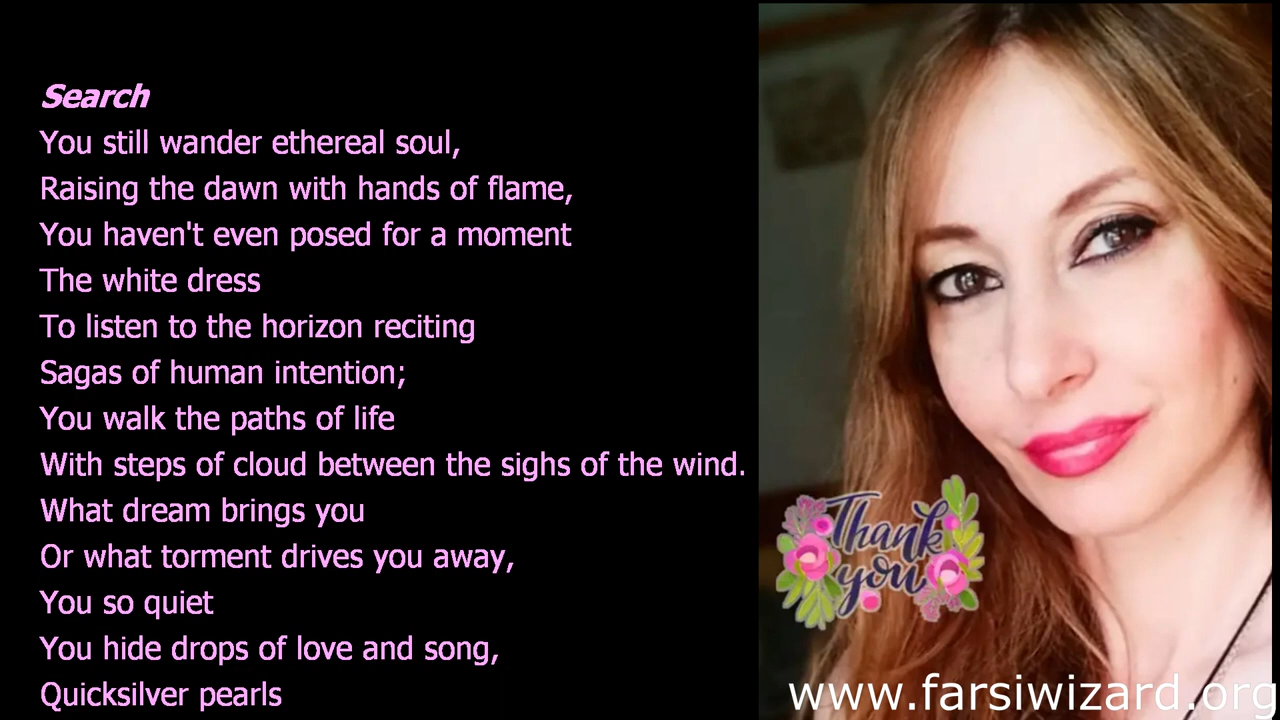 Search
You still wander ethereal soul,
Raising the dawn with hands of flame,
You haven't even posed for a moment
The white dress
To listen to the horizon reciting
Sagas of human intention;
You walk the paths of life
With steps of cloud between the sighs of the wind.
What dream brings you
Or what torment drives you away,
You so quiet
You hide drops of love and song,
Quicksilver pearls
Thank
you
www.farsiwizard.org